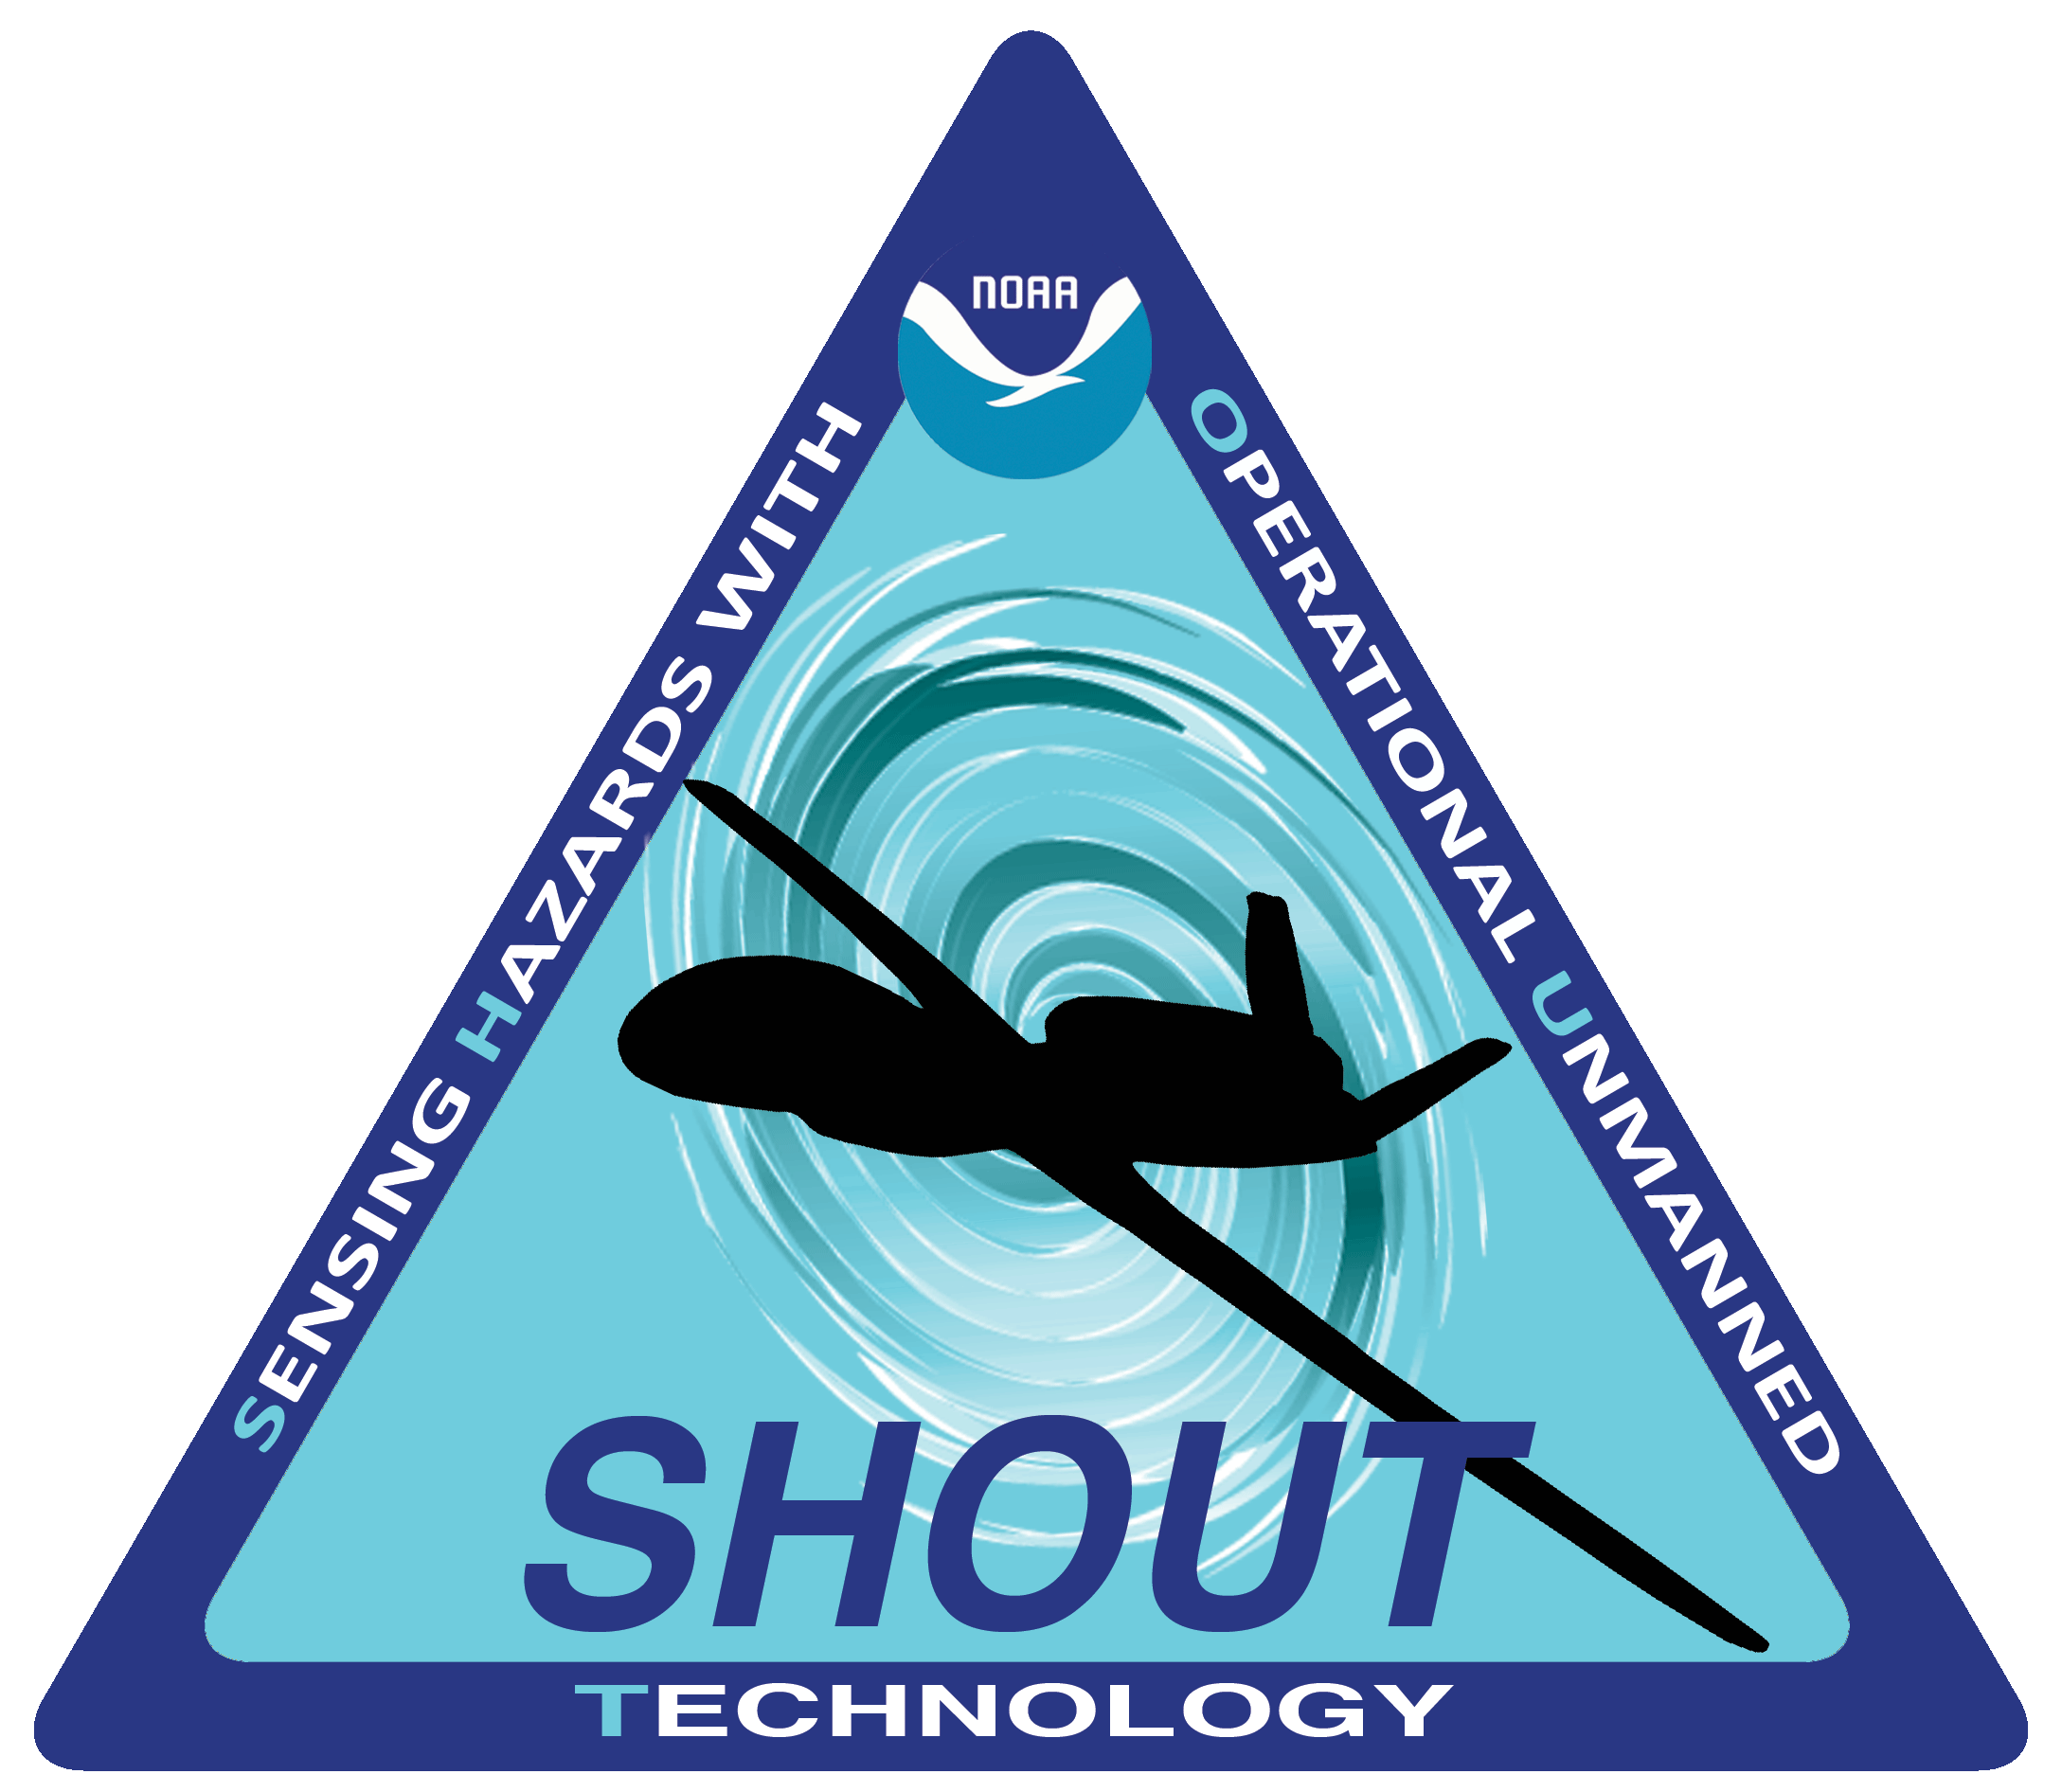 NOAA
SENSING HAZARDS WITH
OPERATIONAL UNMANNED
SHOUT
TECHNOLOGY